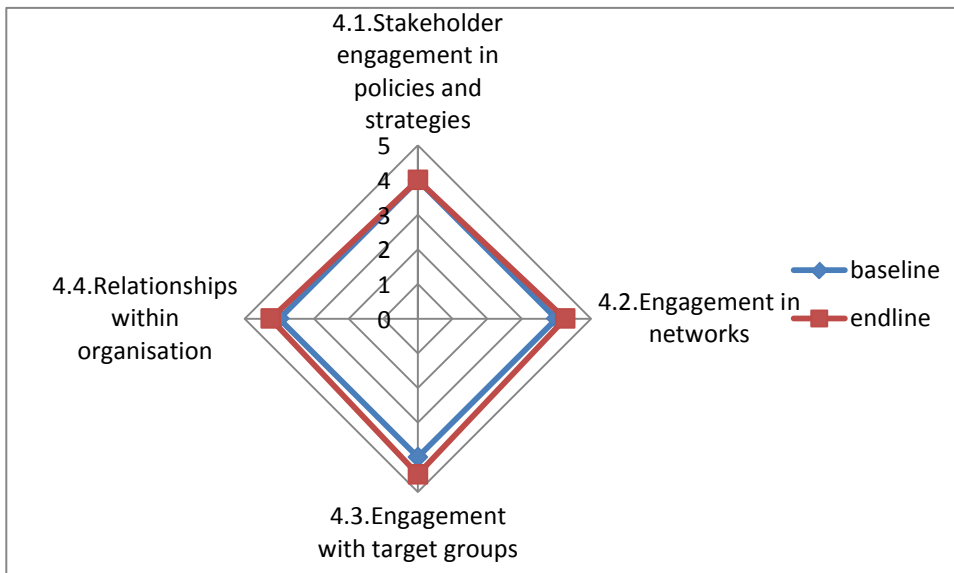 4.1.Stakeholder
engagement in
policies and
strategies
5
4
3
2
1
0
4.4.Relationships
within
organisation
4.2.Engagement in
networks
baseline
endline
4.3.Engagement
with target groups